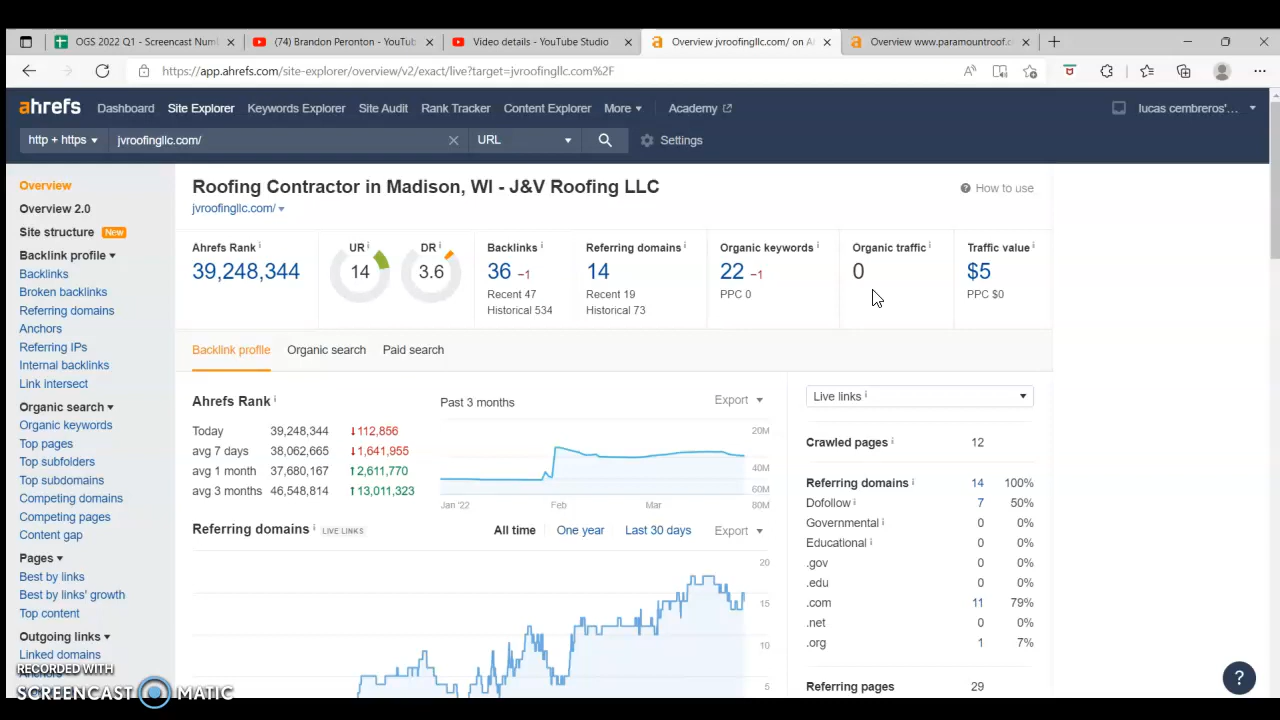 OGS 2022 Q1 - Screencast Num
(74) Brandon Peronton - YouTub
Video details - YouTube Studio
Overview jvroofingllc.com/ on A
Overview www.paramountroof.c
https://app.ahrefs.com/site-explorer/overview/v2/exact/live?target=jvroofingllc.com%2F
ahrefs Dashboard Site Explorer Keywords Explorer Site Audit Rank Tracker Content Explorer More Academy lucas cembreros'...
http + https jvroofingllc.com/ URL Settings
Overview
Overview 2.0
Site structure New
Backlink profile
Backlinks
Broken backlinks
Referring domains
Anchors
Referring IPs
Internal backlinks
Link intersect
Organic search
Organic keywords
Top pages
Top subfolders
Top subdomains
Competing domains
Competing pages
Content gap
Pages
Best by links
Best by links' growth
Top content
Outgoing links
Linked domains
RECORDED WITH
SCREENCAST MATIC
Roofing Contractor in Madison, WI - J&V Roofing LLC
How to use
jvroofingllc.com/
Ahrefs Rank i UR i DR i Backlinks i Referring domains i Organic keywords i Organic traffic i Traffic value i
39,248,344 14 3.6 36 −1 14 22 −1 0 $5
Recent 47 Recent 19 PPC 0 PPC $0
Historical 534 Historical 73
Backlink profile Organic search Paid search
Ahrefs Rank i Past 3 months Export
Today 39,248,344 ↓112,856
avg 7 days 38,062,665 ↓1,641,955
avg 1 month 37,680,167 ↑2,611,770
avg 3 months 46,548,814 ↑13,011,323
20M
40M
60M
80M
Jan '22 Feb Mar
Referring domains i LIVE LINKS All time One year Last 30 days Export
20
15
10
5
Live links i
Crawled pages i 12
Referring domains i 14 100%
Dofollow i 7 50%
Governmental i 0 0%
Educational i 0 0%
.gov 0 0%
.edu 0 0%
.com 11 79%
.net 0 0%
.org 1 7%
Referring pages 29
?